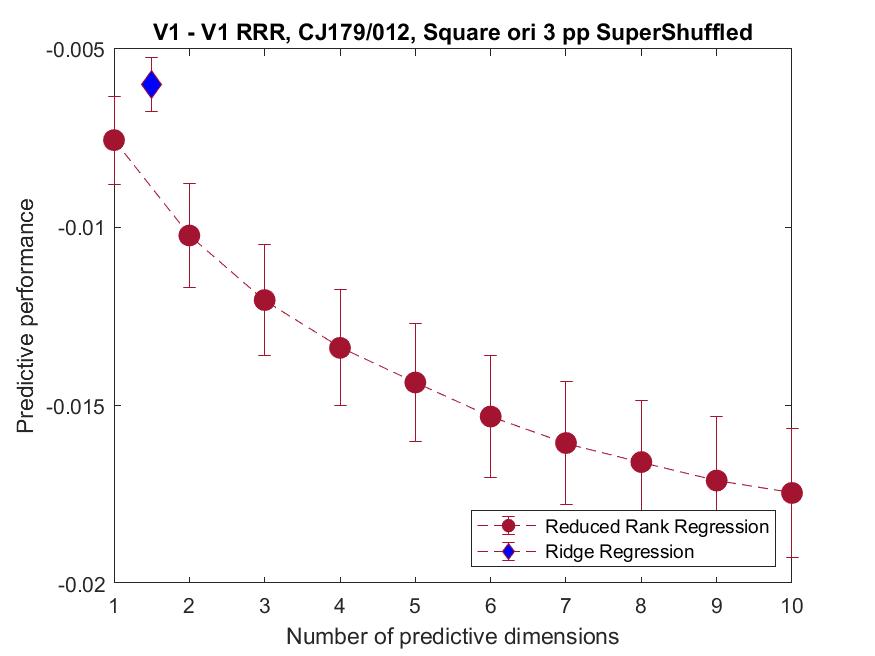 V1 - V1 RRR, CJ179/012, Square ori 3 pp SuperShuffled
-0.005
-0.01
-0.015
-0.02
Predictive performance
Reduced Rank Regression
Ridge Regression
1 2 3 4 5 6 7 8 9 10
Number of predictive dimensions